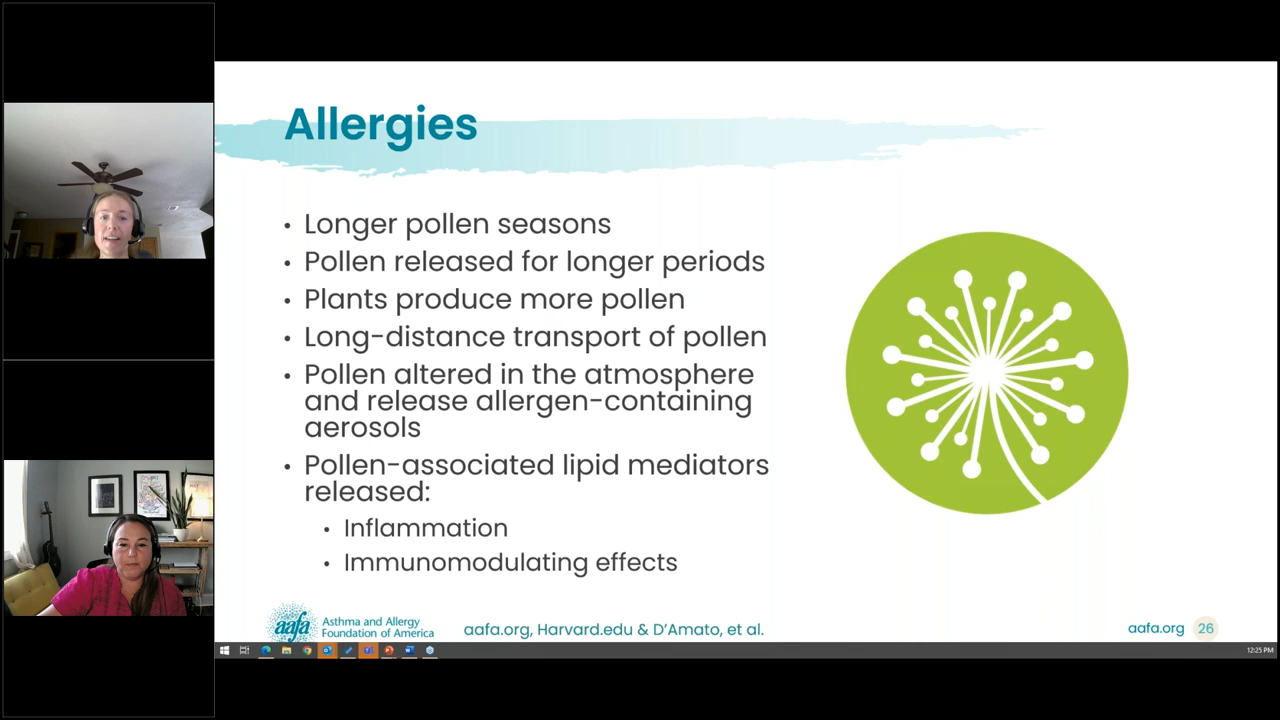 Allergies
• Longer pollen seasons
• Pollen released for longer periods
• Plants produce more pollen
• Long-distance transport of pollen
• Pollen altered in the atmosphere
and release allergen-containing
aerosols
• Pollen-associated lipid mediators
released:
• Inflammation
• Immunomodulating effects
aafa
Asthma and Allergy
Foundation of America
aafa.org, Harvard.edu & D’Amato, et al.
aafa.org 26
12:25 PM